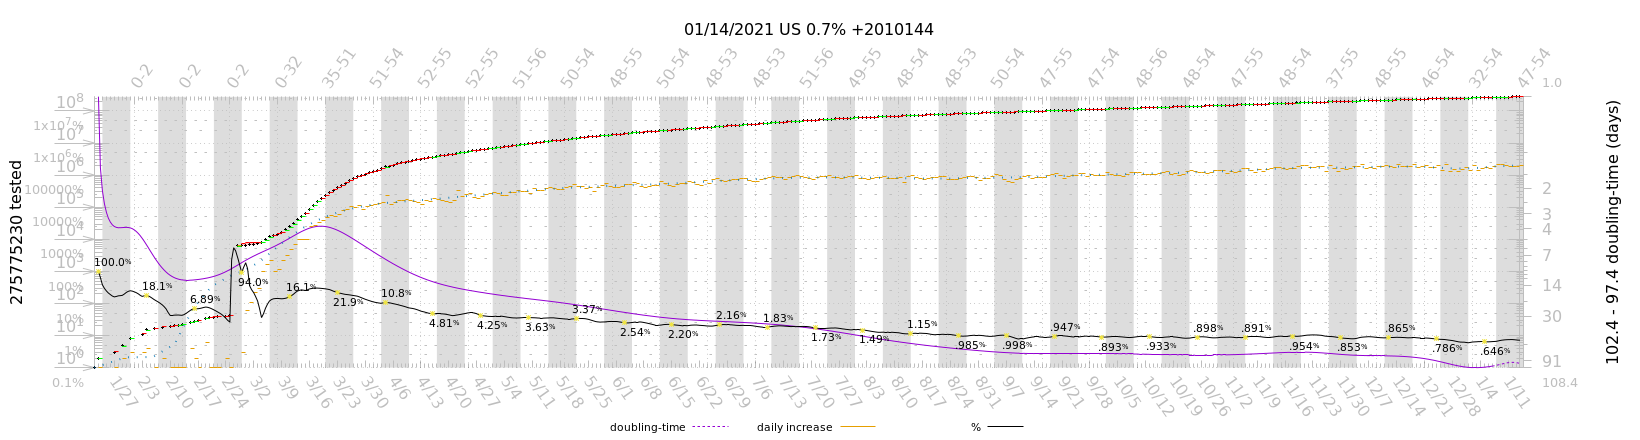 01/14/2021 US 0.7% +2010144
0-2 0-2 0-2 0-32 35-51 51-54 52-55 52-55 51-56 50-54 48-55 48-53 48-53 51-56 49-55 48-54 48-53 50-54 47-55 47-54 48-56 48-54 47-55 48-54 37-55 48-55 46-54 32-54 47-54
275775230 tested
10⁸
1x10⁷%
10⁷
1x10⁶%
10⁶
100000%
10⁵
10000%
10⁴
1000%
10³
100%
10²
10%
10¹
1%
10⁰
0.1%
100.0% 18.1% 6.89% 94.0% 16.1% 21.9% 10.8% 4.81% 4.25% 3.63% 3.37% 2.54% 2.20% 2.16% 1.83% 1.73% 1.49% 1.15% .985% .998% .947% .893% .933% .898% .891% .954% .853% .865% .786% .646%
1.0
2
3
4
7
14
30
91
108.4
102.4 - 97.4 doubling-time (days)
1/27 2/3 2/10 2/17 2/24 3/2 3/9 3/16 3/23 3/30 4/6 4/13 4/20 4/27 5/4 5/11 5/18 5/25 6/1 6/8 6/15 6/22 6/29 7/6 7/13 7/20 7/27 8/3 8/10 8/17 8/24 8/31 9/7 9/14 9/21 9/28 10/5 10/12 10/19 10/26 11/2 11/9 11/16 11/23 11/30 12/7 12/14 12/21 12/28 1/4 1/11
doubling-time daily increase %